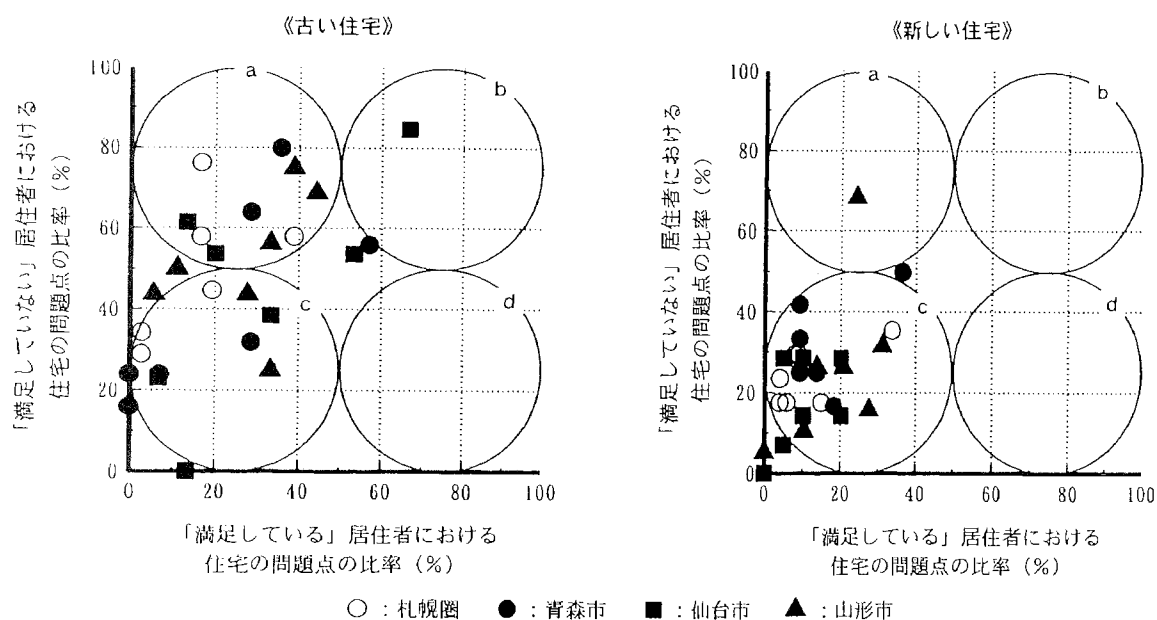 《古い住宅》
「満足していない」居住者における
住宅の問題点の比率(%)
100
80
60
40
20
0
a
b
c
d
0 20 40 60 80 100
「満足している」居住者における
住宅の問題点の比率(%)
《新しい住宅》
「満足していない」居住者における
住宅の問題点の比率(%)
100
80
60
40
20
0
a
b
c
d
0 20 40 60 80 100
「満足している」居住者における
住宅の問題点の比率(%)
○:札幌圏 ●:青森市 ■:仙台市 ▲:山形市